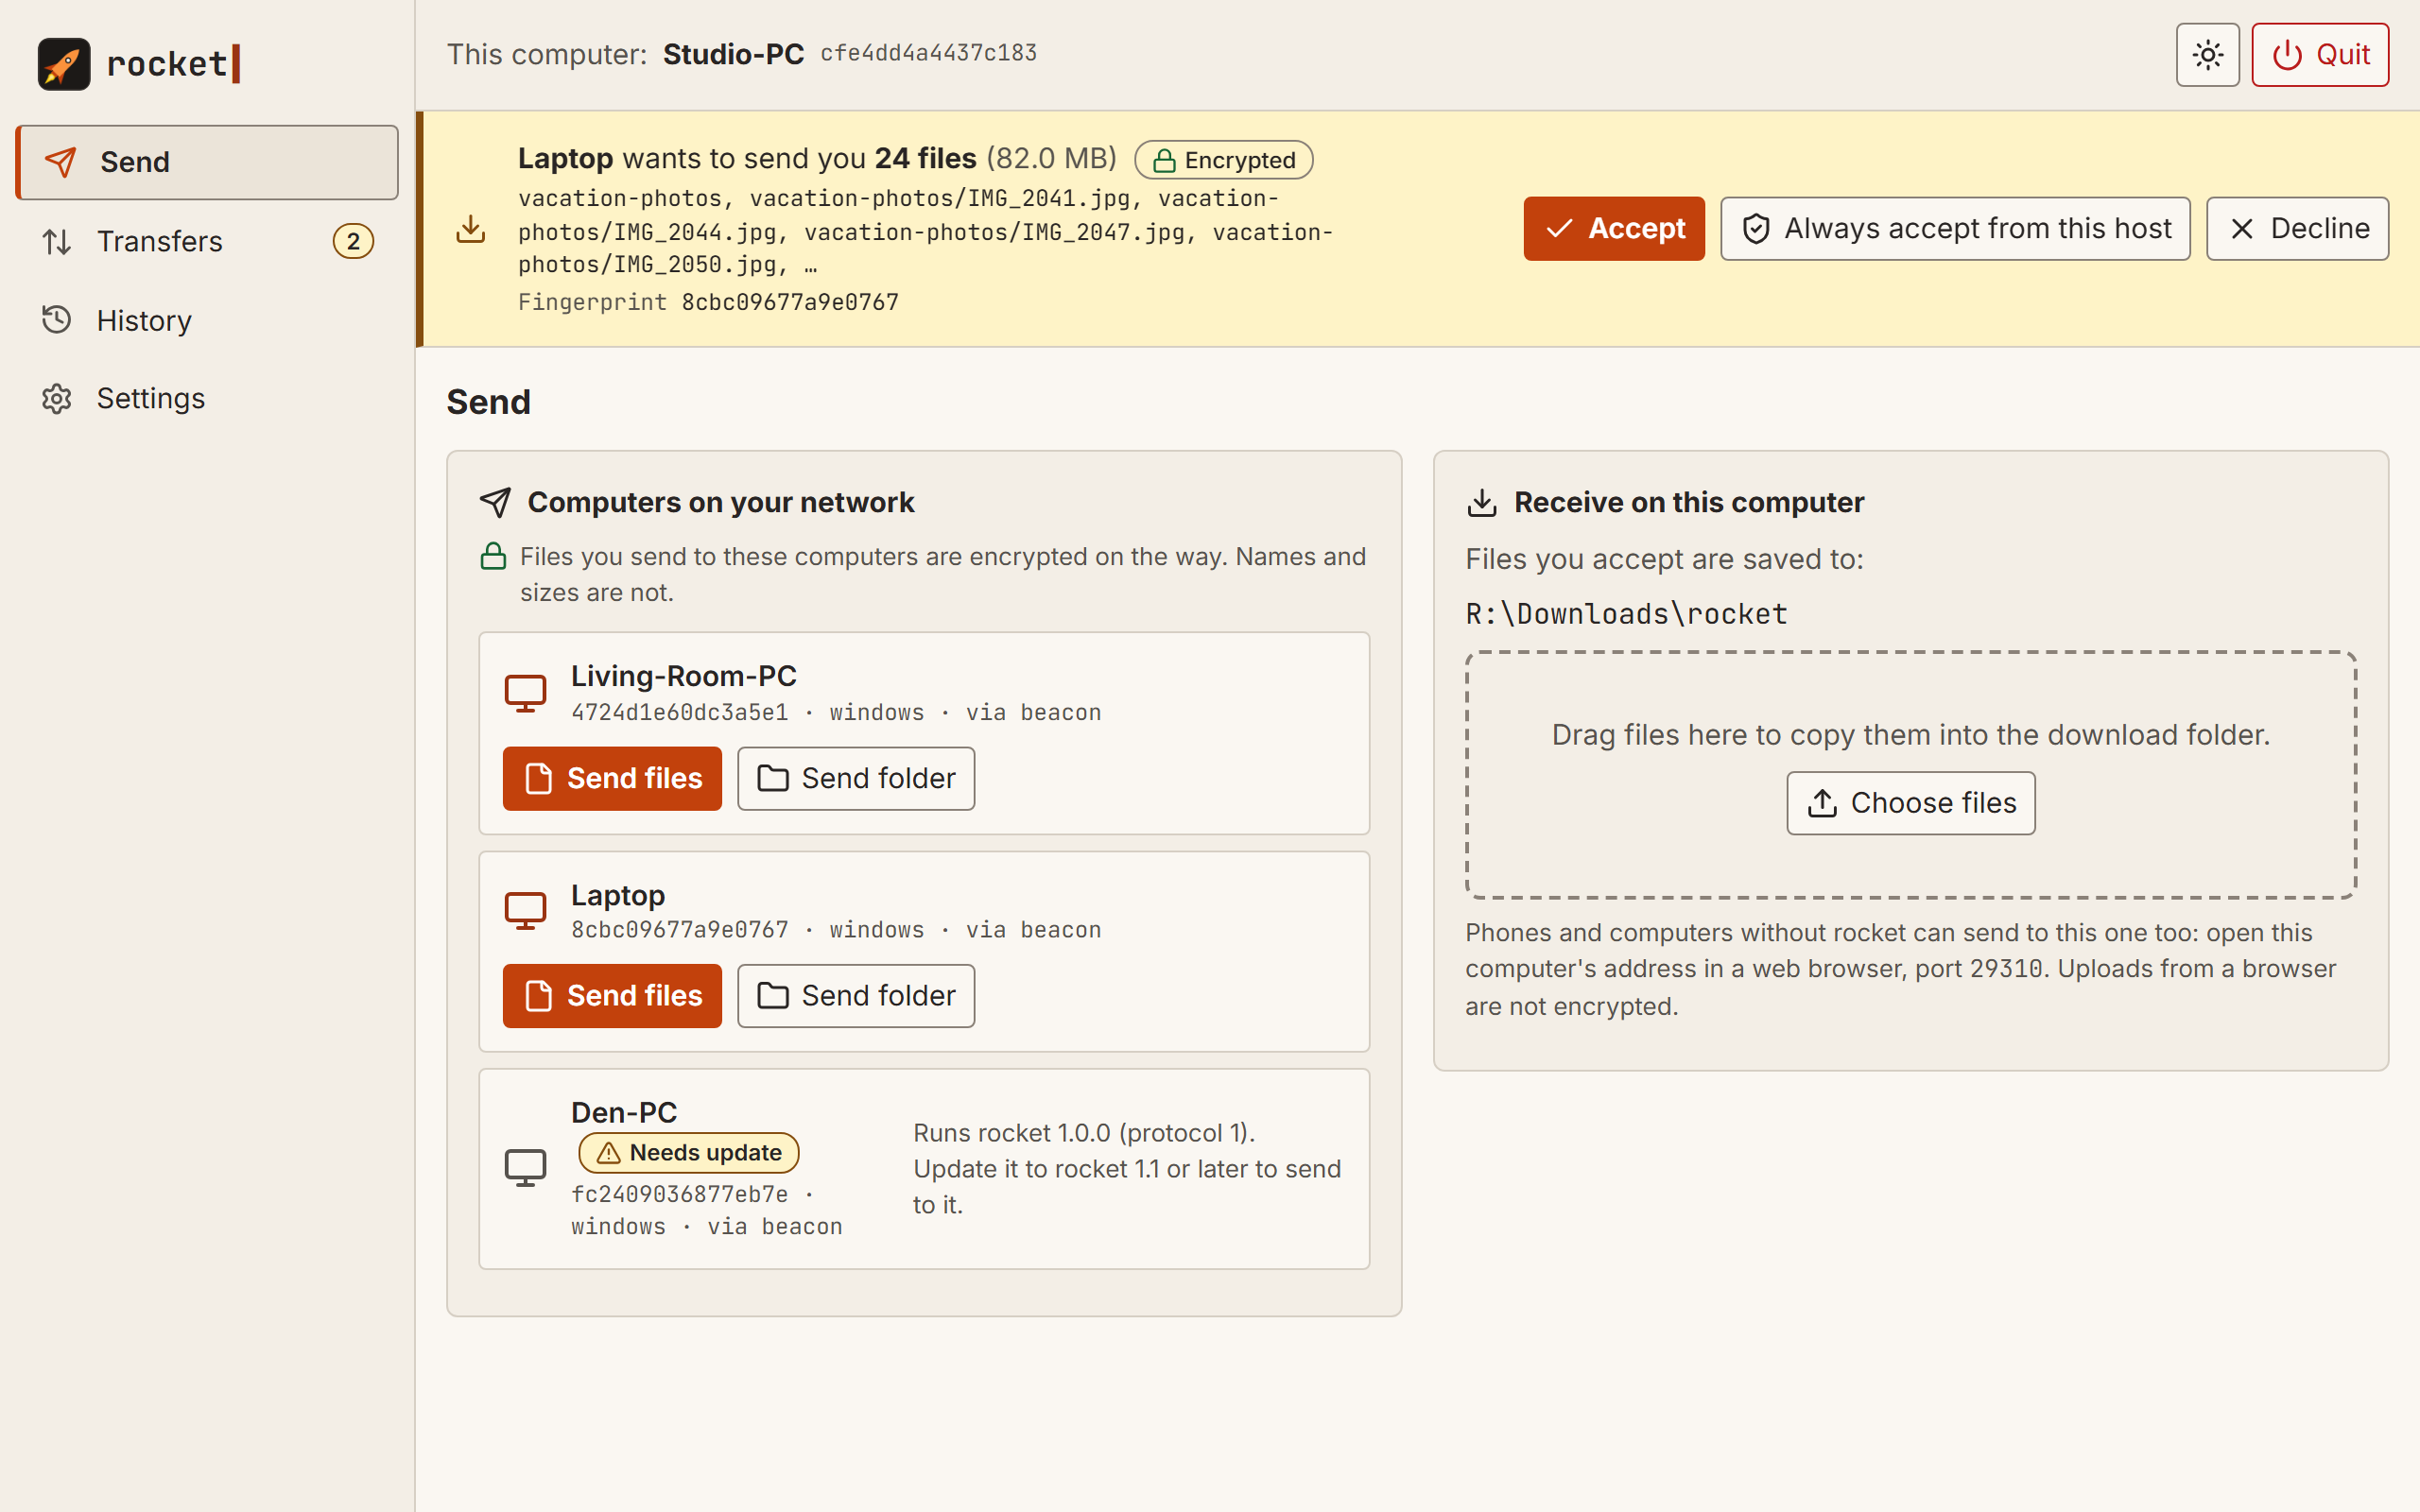 rocket
Send
Transfers 2
History
Settings
This computer: Studio-PC cfe4dd4a4437c183
Quit
Laptop wants to send you 24 files (82.0 MB) Encrypted
vacation-photos, vacation-photos/IMG_2041.jpg, vacation-
photos/IMG_2044.jpg, vacation-photos/IMG_2047.jpg, vacation-
photos/IMG_2050.jpg, …
Fingerprint 8cbc09677a9e0767
Accept
Always accept from this host
Decline
Send
Computers on your network
Files you send to these computers are encrypted on the way. Names and
sizes are not.
Living-Room-PC
4724d1e60dc3a5e1 · windows · via beacon
Send files
Send folder
Laptop
8cbc09677a9e0767 · windows · via beacon
Send files
Send folder
Den-PC
Needs update
fc2409036877eb7e ·
windows · via beacon
Runs rocket 1.0.0 (protocol 1).
Update it to rocket 1.1 or later to send
to it.
Receive on this computer
Files you accept are saved to:
R:\Downloads\rocket
Drag files here to copy them into the download folder.
Choose files
Phones and computers without rocket can send to this one too: open this
computer's address in a web browser, port 29310. Uploads from a browser
are not encrypted.